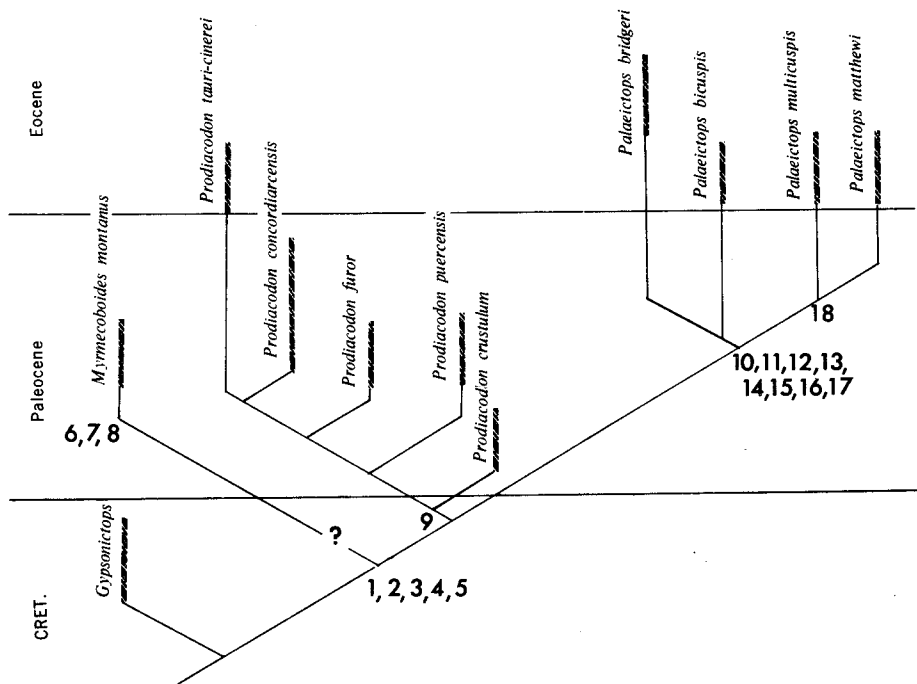 Eocene
Paleocene
CRET.
Palaeictops bridgeri
Palaeictops bicuspis
Palaeictops multicuspis
Palaeictops matthewi
Prodiacodon tauri-cinerei
Prodiacodon concordiarcensis
Myrmecoboides montanus
Prodiacodon furor
Prodiacodon puercensis
Prodiacodon crustulum
Gypsonictops
18
10,11,12,13,
14,15,16,17
6,7,8
9
?
1, 2, 3, 4, 5